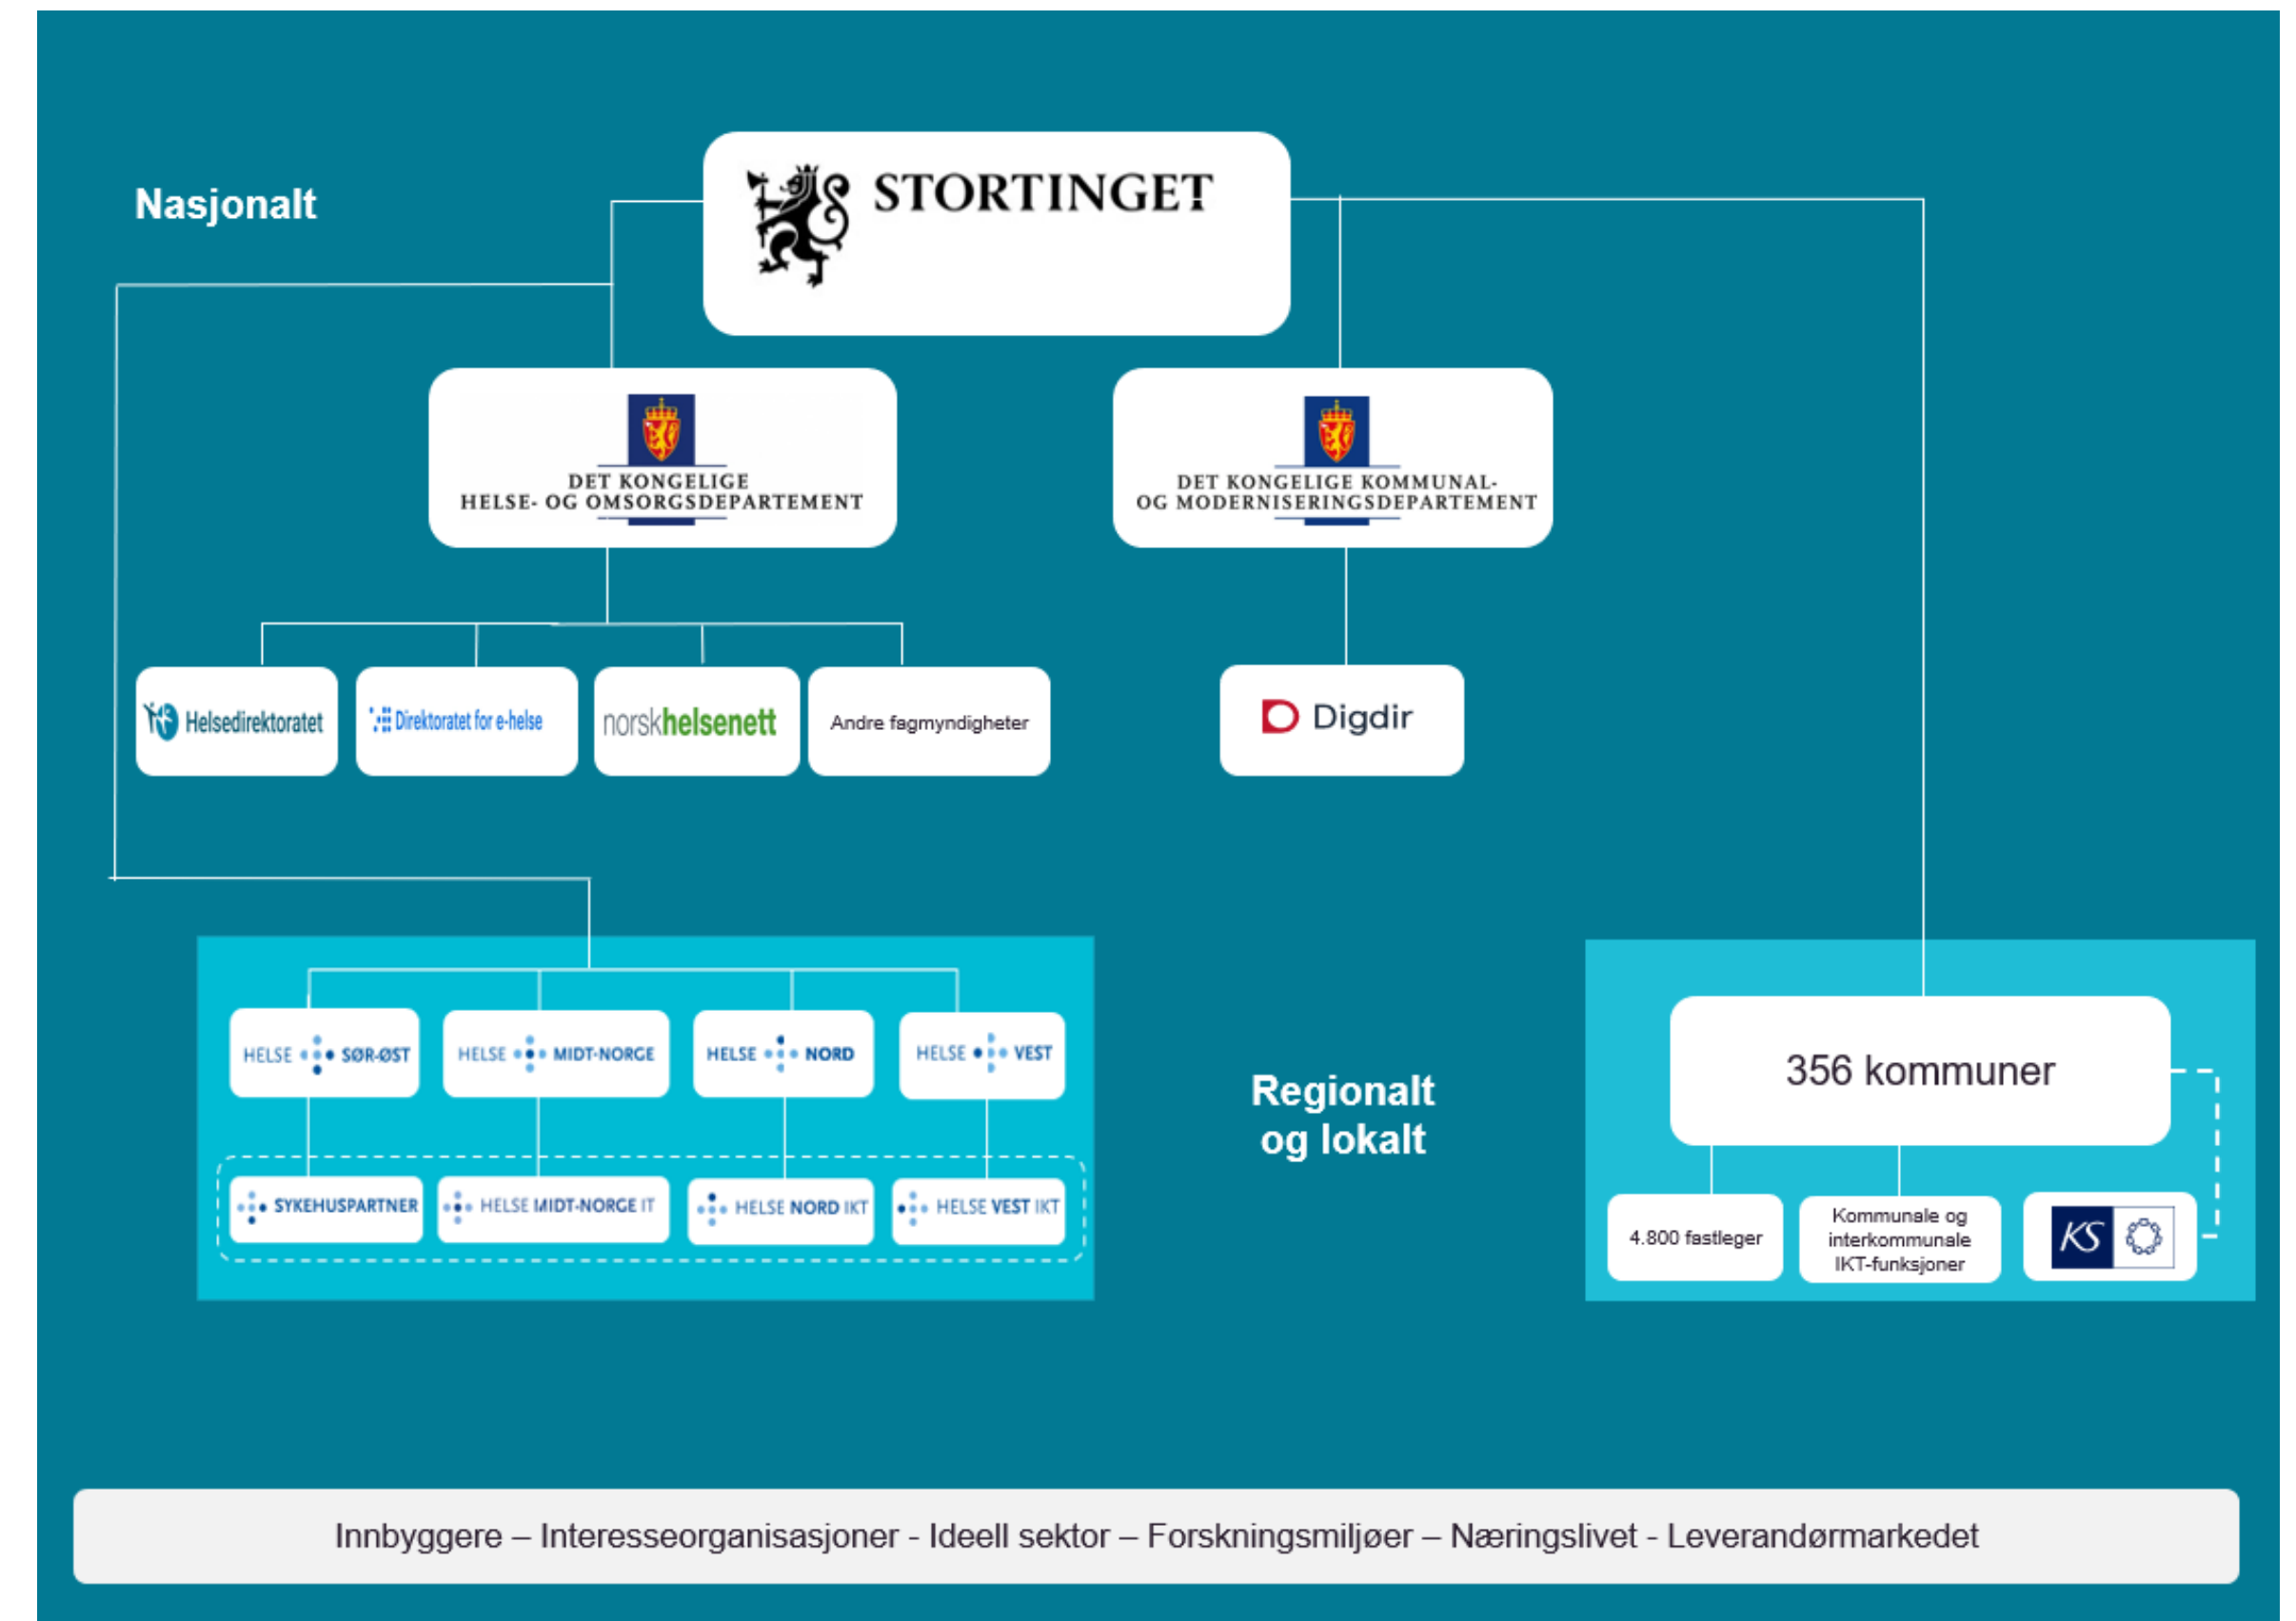 Nasjonalt
STORTINGET
DET KONGELIGE
HELSE- OG OMSORGSDEPARTEMENT
DET KONGELIGE KOMMUNAL-
OG MODERNISERINGSDEPARTEMENT
Helsedirektoratet
Direktoratet for e-helse
norskhelsenett
Andre fagmyndigheter
Digdir
HELSE SØR-ØST
HELSE MIDT-NORGE
HELSE NORD
HELSE VEST
SYKEHUSPARTNER
HELSE MIDT-NORGE IT
HELSE NORD IKT
HELSE VEST IKT
Regionalt
og lokalt
356 kommuner
4.800 fastleger
Kommunale og
interkommunale
IKT-funksjoner
KS
Innbyggere – Interesseorganisasjoner - Ideell sektor – Forskningsmiljøer – Næringslivet - Leverandørmarkedet